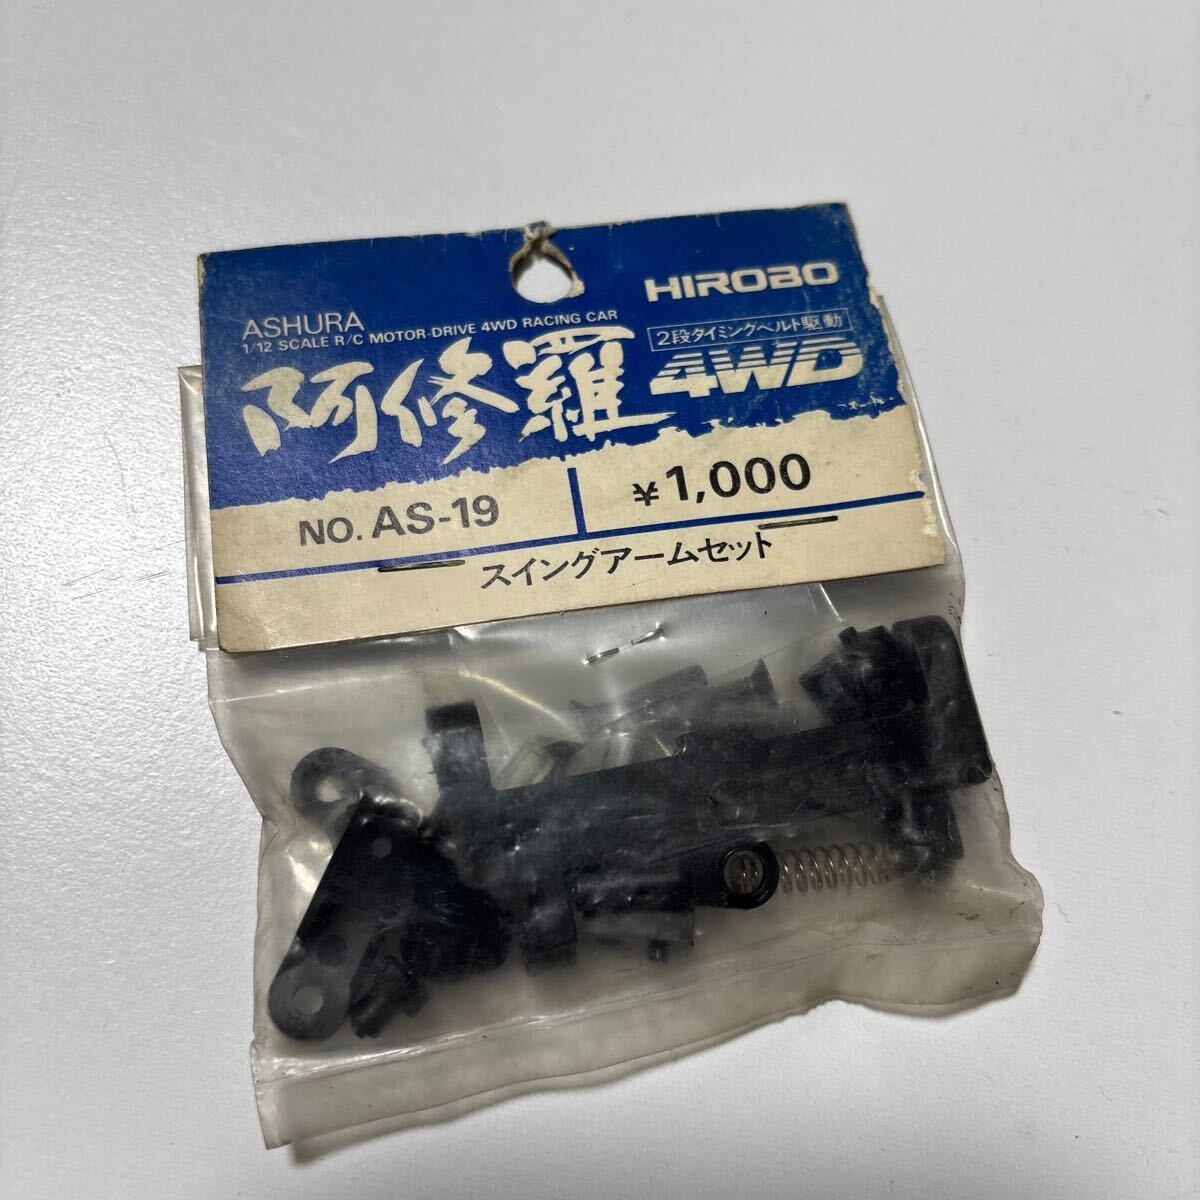 HIROBO
ASHURA
1/12 SCALE R/C MOTOR-DRIVE 4WD RACING CAR
2段タイミングベルト駆動
阿修羅 4WD
NO. AS-19
¥1,000
スイングアームセット